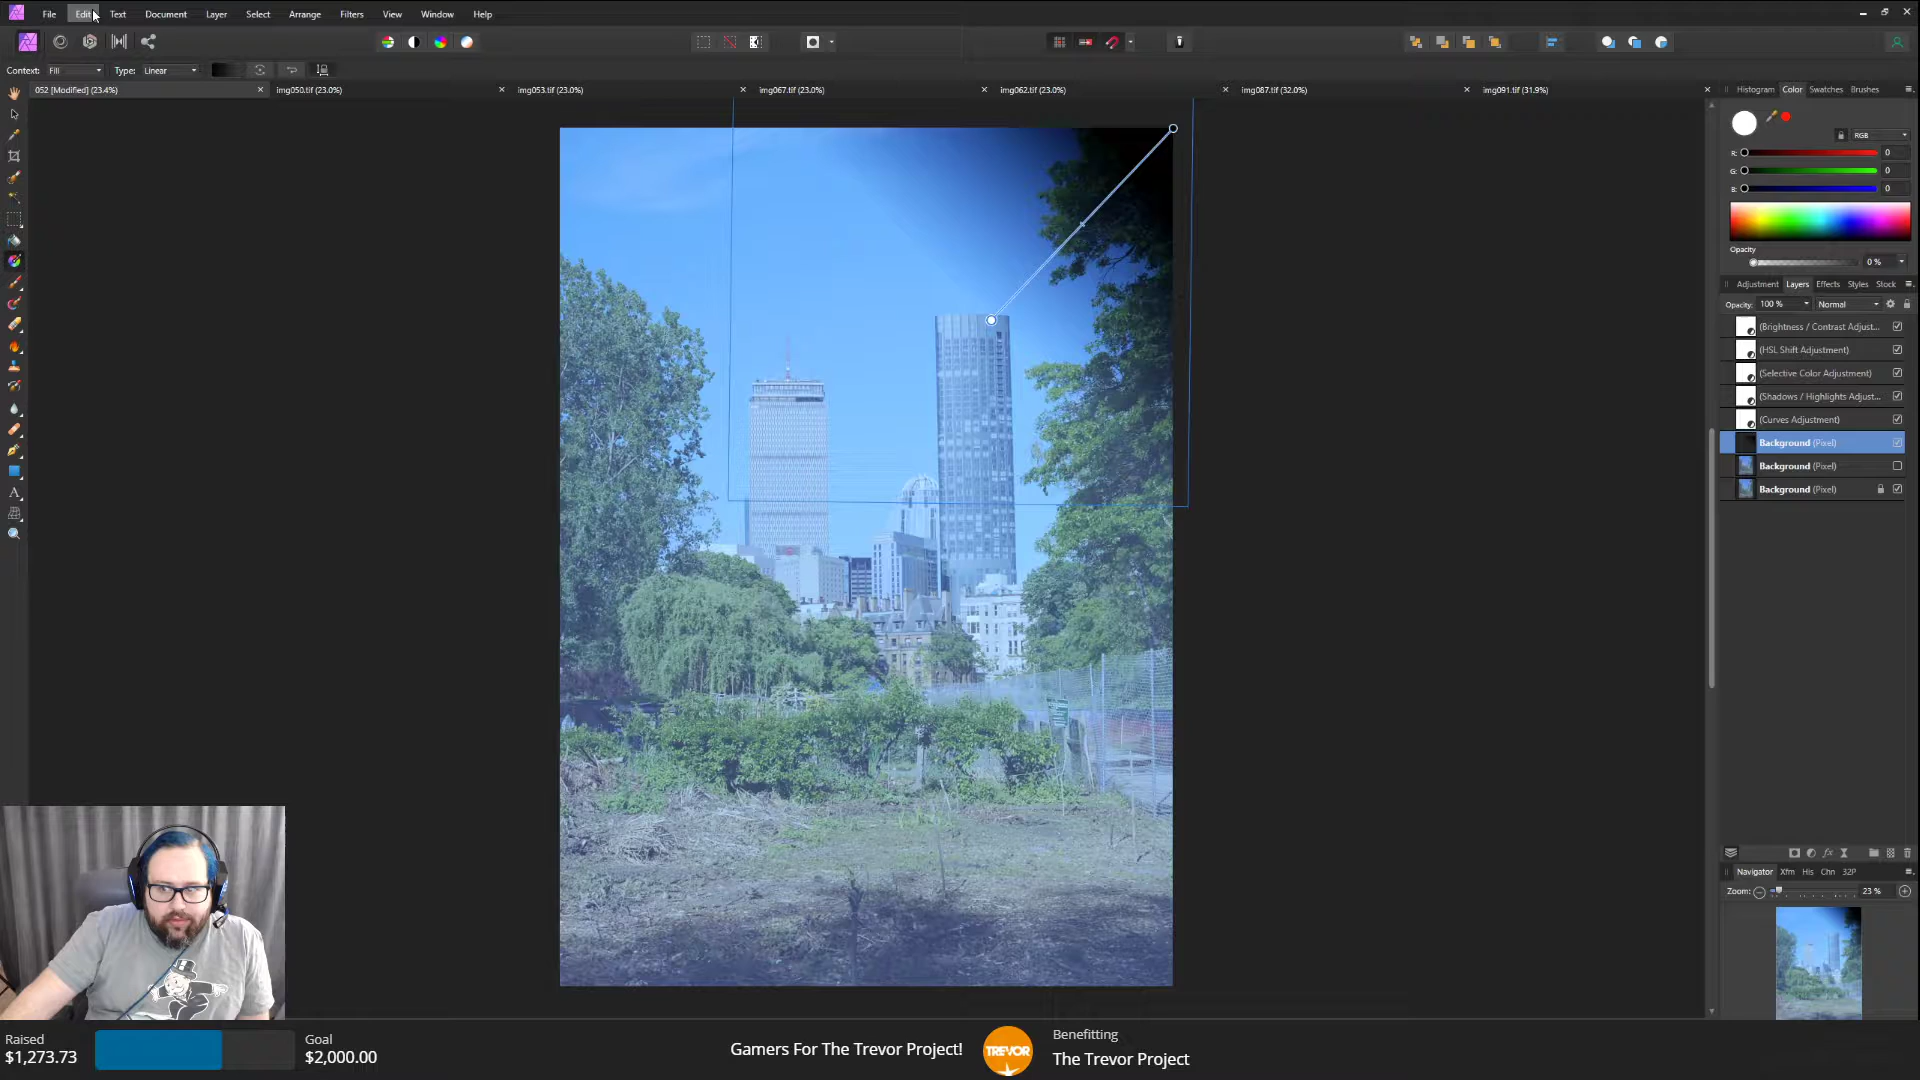 File Edit Text Document Layer Select Arrange Filters View Window Help
Context: Fill Type: Linear
052 [Modified] (23.4%) img050.tif (23.0%) img053.tif (23.0%) img067.tif (23.0%) img062.tif (23.0%) img087.tif (32.0%) img091.tif (31.9%)
Histogram Color Swatches Brushes
RGB
R: 0
G: 0
B: 0
Opacity
0 %
Adjustment Layers Effects Styles Stock
Opacity: 100 % Normal
(Brightness / Contrast Adjust...
(HSL Shift Adjustment)
(Selective Color Adjustment)
(Shadows / Highlights Adjust...
(Curves Adjustment)
Background (Pixel)
Background (Pixel)
Background (Pixel)
Navigator Xfm His Chn 32P
Zoom: 23 %
Raised
$1,273.73
Goal
$2,000.00
Gamers For The Trevor Project!
TREVOR
Benefitting
The Trevor Project